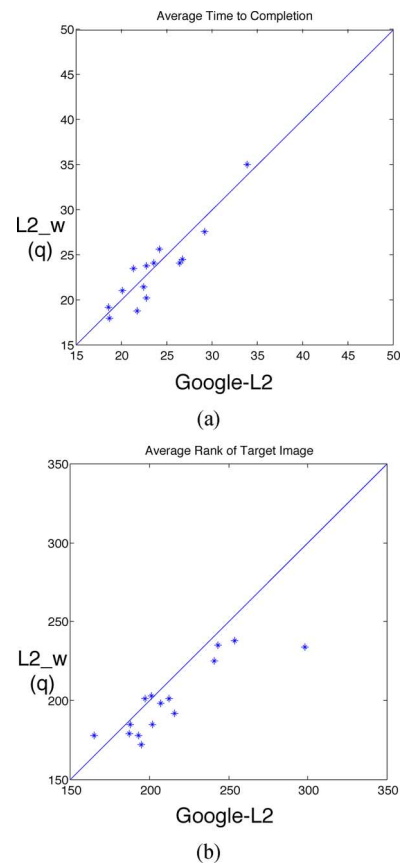 Average Time to Completion
50
45
40
35
30
25
20
15
L2_w
(q)
15 20 25 30 35 40 45 50
Google-L2
(a)
Average Rank of Target Image
350
300
250
200
150
L2_w
(q)
150 200 250 300 350
Google-L2
(b)